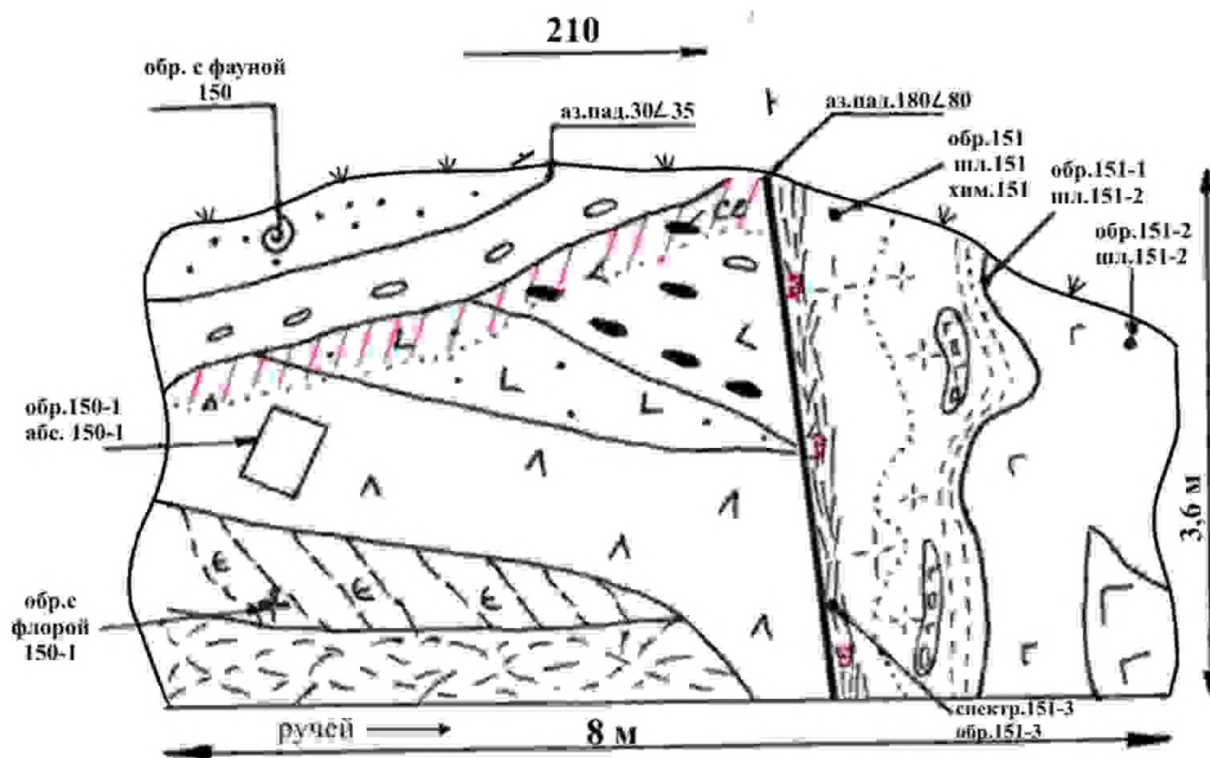 210
обр. с фауной
150
аз.пад.30∠35
аз.пад.180∠80
обр.151
шл.151
хим.151
обр.151-1
шл.151-2
обр.151-2
шл.151-2
обр.150-1
абс. 150-1
3,6 м
обр.с
флорой
150-1
спектр.151-3
обр.151-3
ручей
8 м